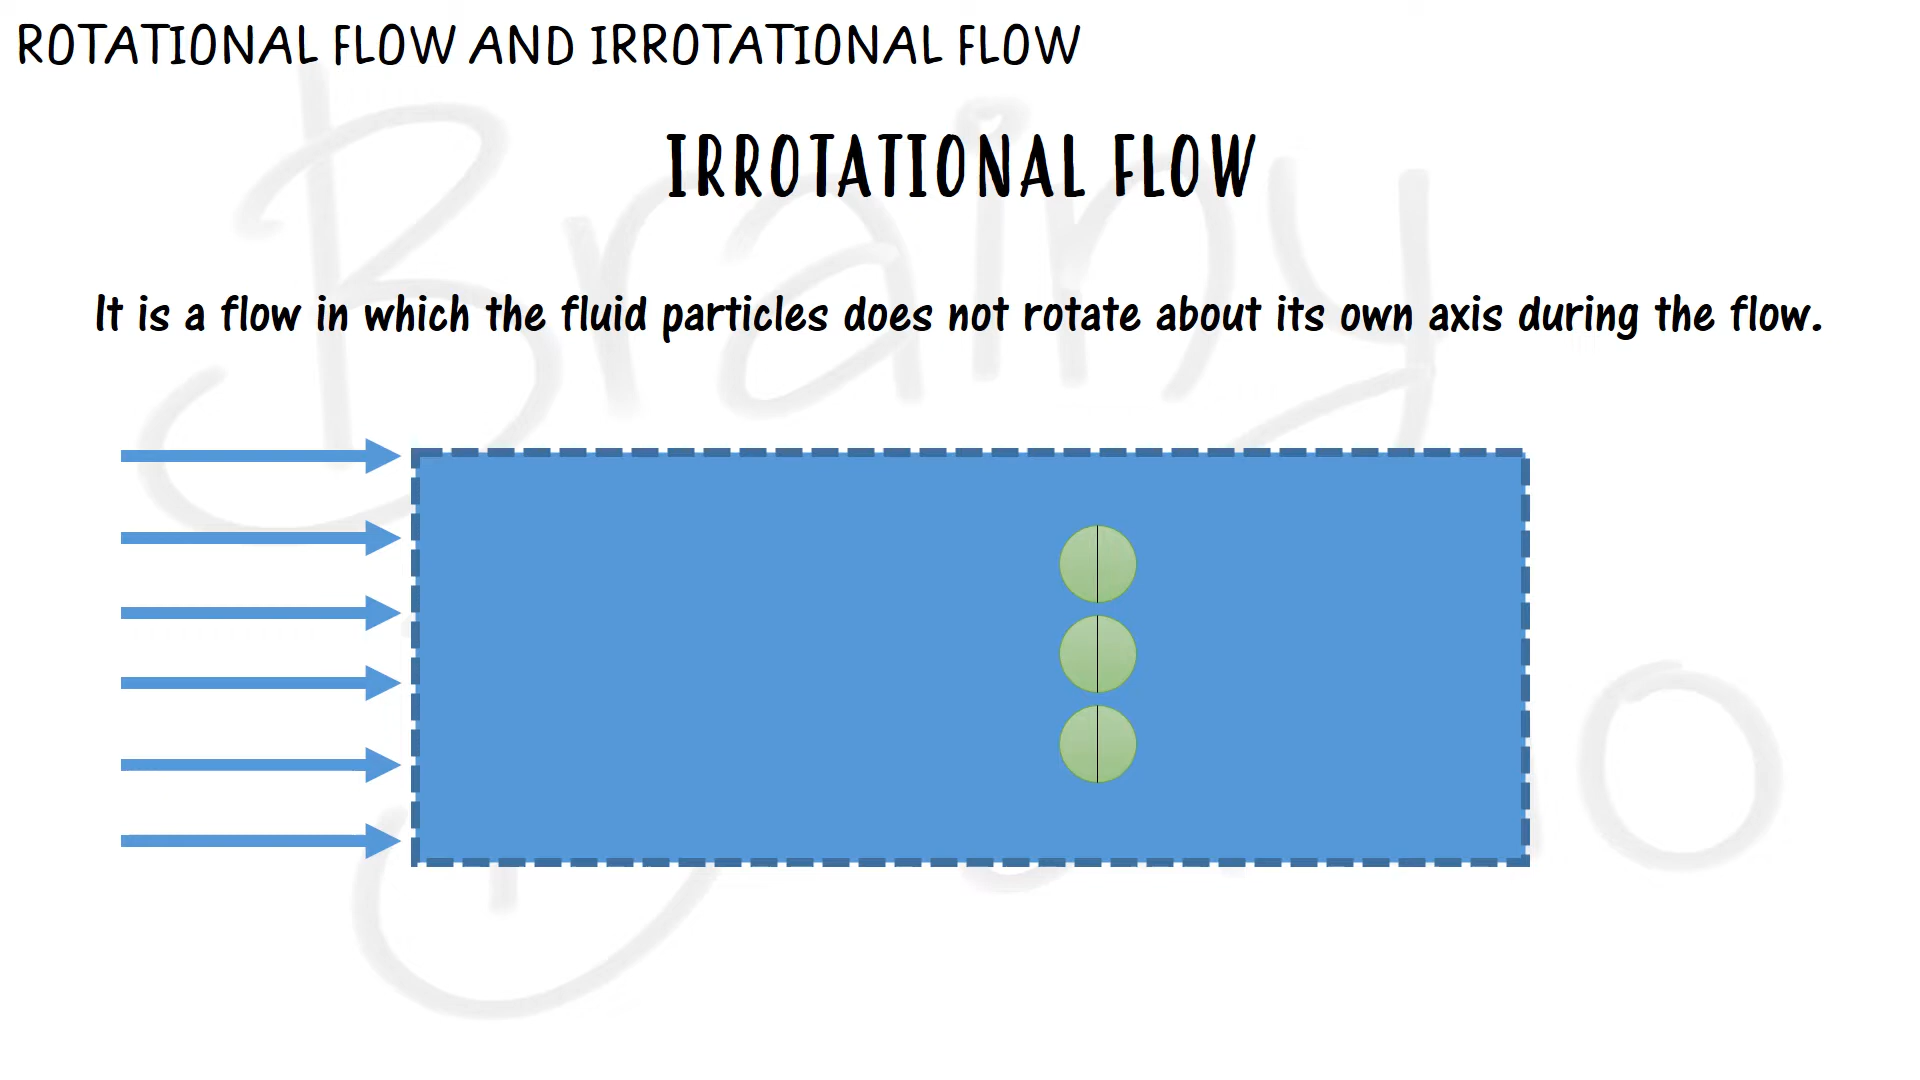 ROTATIONAL FLOW AND IRROTATIONAL FLOW
IRROTATIONAL FLOW
Brainy
It is a flow in which the fluid particles does not rotate about its own axis during the flow.